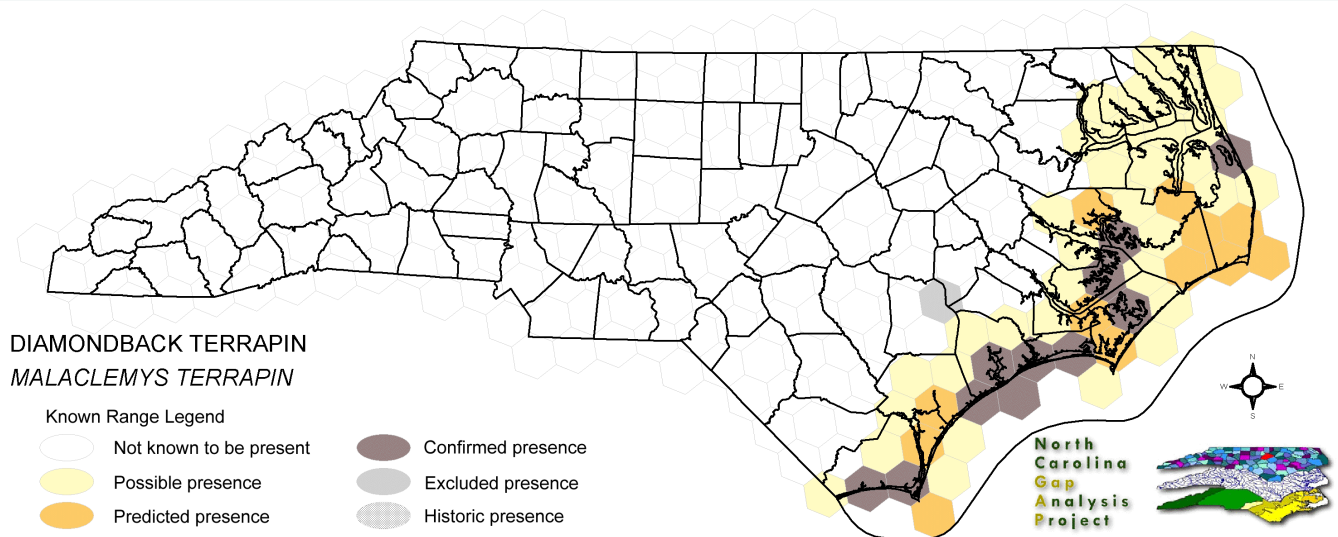 DIAMONDBACK TERRAPIN
MALACLEMYS TERRAPIN
Known Range Legend
Not known to be present
Confirmed presence
Possible presence
Excluded presence
Predicted presence
Historic presence
N
W E
S
North
Carolina
Gap
Analysis
Project